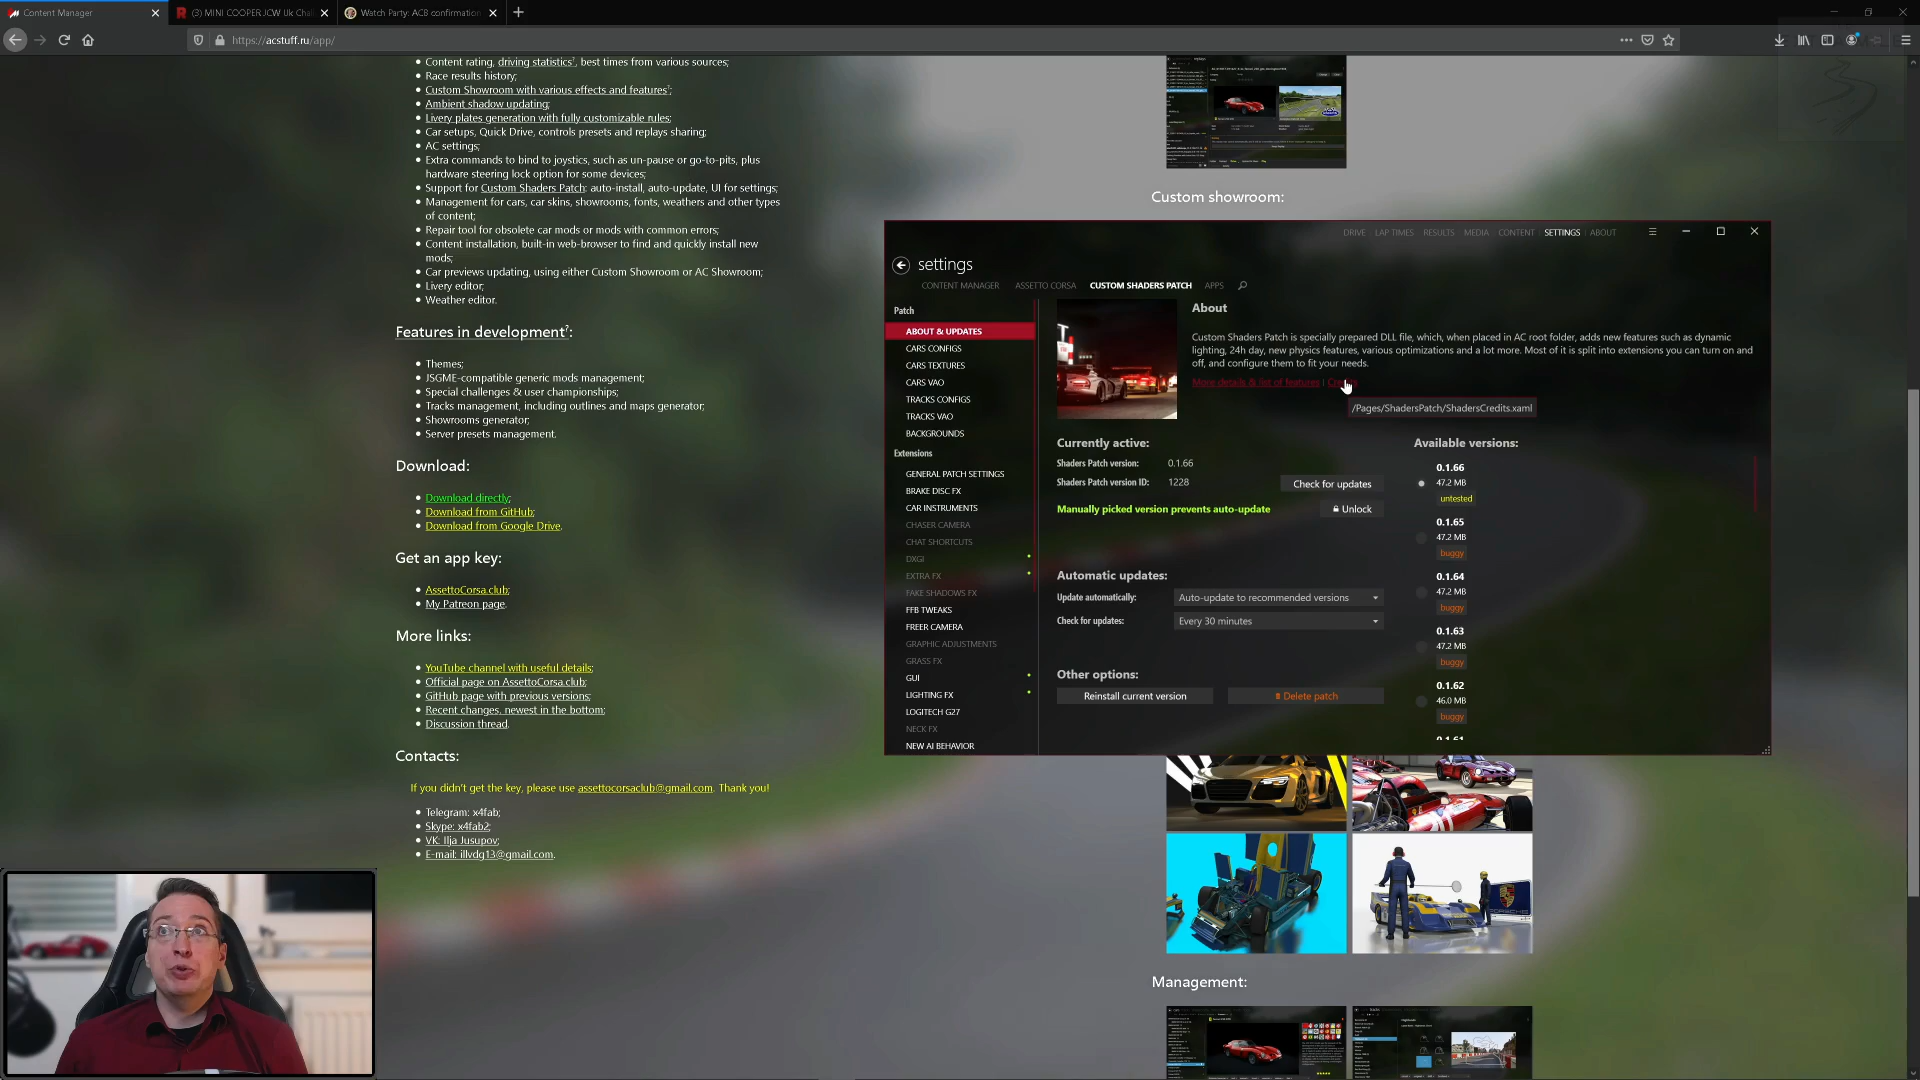 Content Manager
(3) MINI COOPER JCW Uk Chall
Watch Party: ACB confirmation
https://acstuff.ru/app/
Content rating, driving statistics?, best times from various sources;
Race results history;
Custom Showroom with various effects and features?;
Ambient shadow updating;
Livery plates generation with fully customizable rules;
Car setups, Quick Drive, controls presets and replays sharing;
AC settings;
Extra commands to bind to joystics, such as un-pause or go-to-pits, plus
hardware steering lock option for some devices;
Support for Custom Shaders Patch: auto-install, auto-update, UI for settings;
Management for cars, car skins, showrooms, fonts, weathers and other types
of content;
Repair tool for obsolete car mods or mods with common errors;
Content installation, built-in web-browser to find and quickly install new
mods;
Car previews updating, using either Custom Showroom or AC Showroom;
Livery editor;
Weather editor.
Features in development?:
Themes;
JSGME-compatible generic mods management;
Special challenges & user championships;
Tracks management, including outlines and maps generator;
Showrooms generator;
Server presets management.
Download:
Download directly;
Download from GitHub;
Download from Google Drive.
Get an app key:
AssettoCorsa.club;
My Patreon page.
More links:
YouTube channel with useful details;
Official page on AssettoCorsa.club;
GitHub page with previous versions;
Recent changes, newest in the bottom;
Discussion thread.
Contacts:
If you didn't get the key, please use assettocorsaclub@gmail.com. Thank you!
Telegram: x4fab;
Skype: x4fab2;
VK: Ilja Jusupov;
E-mail: illvdg13@gmail.com.
Custom showroom:
DRIVE LAP TIMES RESULTS MEDIA CONTENT SETTINGS ABOUT
settings
CONTENT MANAGER ASSETTO CORSA CUSTOM SHADERS PATCH APPS
Patch
ABOUT & UPDATES
CARS CONFIGS
CARS TEXTURES
CARS VAO
TRACKS CONFIGS
TRACKS VAO
BACKGROUNDS
Extensions
GENERAL PATCH SETTINGS
BRAKE DISC FX
CAR INSTRUMENTS
CHASER CAMERA
CHAT SHORTCUTS
DXGI
EXTRA FX
FAKE SHADOWS FX
FFB TWEAKS
FREER CAMERA
GRAPHIC ADJUSTMENTS
GRASS FX
GUI
LIGHTING FX
LOGITECH G27
NECK FX
NEW AI BEHAVIOR
About
Custom Shaders Patch is specially prepared DLL file, which, when placed in AC root folder, adds new features such as dynamic
lighting, 24h day, new physics features, various optimizations and a lot more. Most of it is split into extensions you can turn on and
off, and configure them to fit your needs.
More details & list of features |
/Pages/ShadersPatch/ShadersCredits.xaml
Currently active:
Shaders Patch version: 0.1.66
Shaders Patch version ID: 1228
Check for updates
Manually picked version prevents auto-update
Unlock
Automatic updates:
Update automatically: Auto-update to recommended versions
Check for updates: Every 30 minutes
Other options:
Reinstall current version
Delete patch
Available versions:
0.1.66
47.2 MB
untested
0.1.65
47.2 MB
buggy
0.1.64
47.2 MB
buggy
0.1.63
47.2 MB
buggy
0.1.62
46.0 MB
buggy
Management: